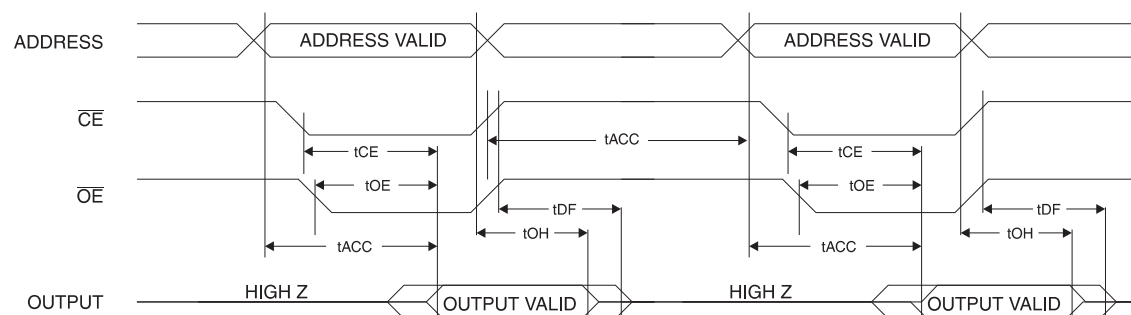 ADDRESS ADDRESS VALID ADDRESS VALID
CE tACC
tCE tCE
OE tOE tOE
tDF tDF
tACC tOH tACC tOH
OUTPUT HIGH Z OUTPUT VALID HIGH Z OUTPUT VALID